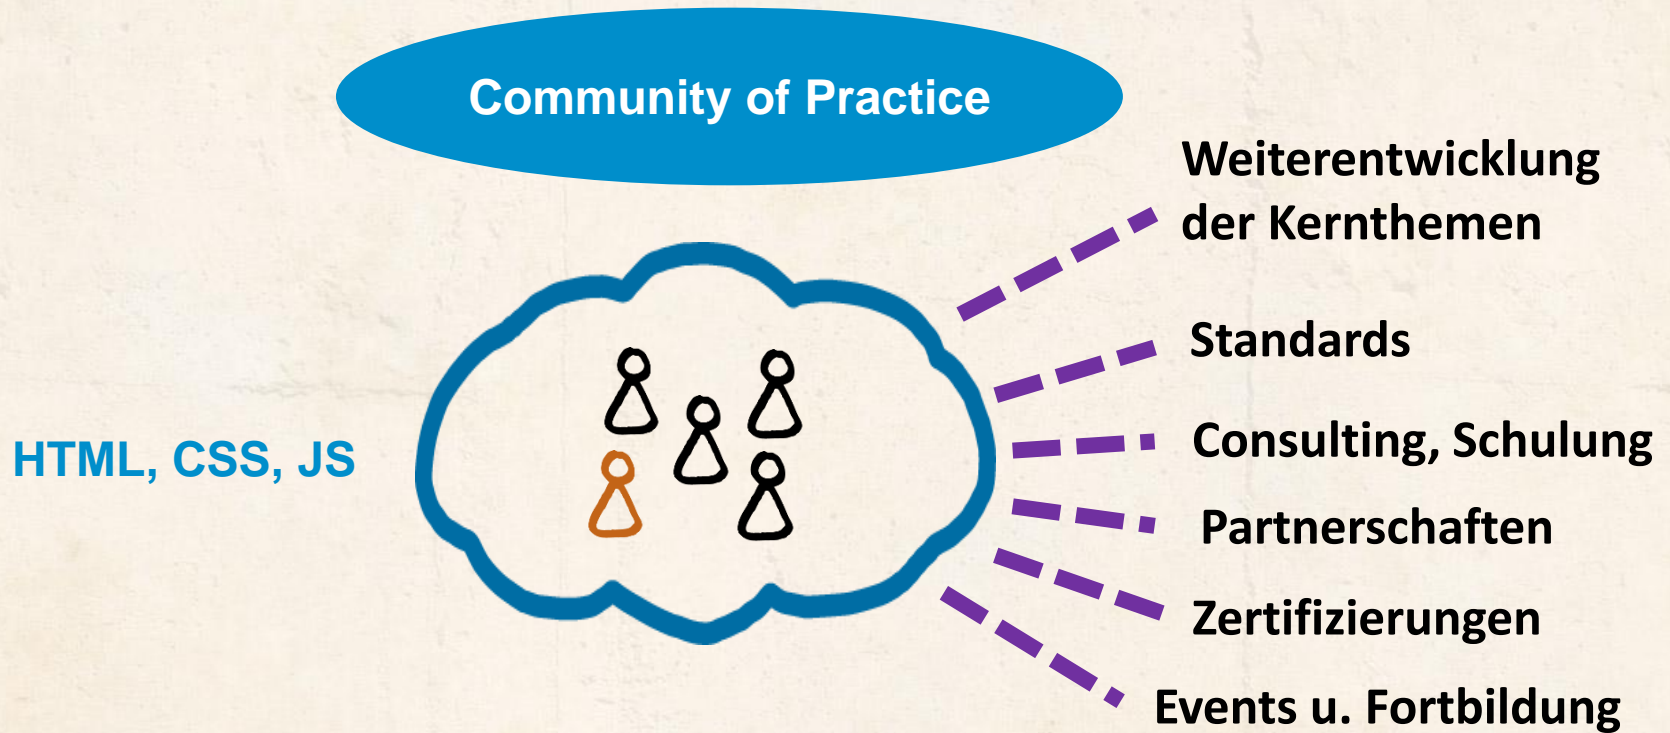 Community of Practice
Weiterentwicklung
der Kernthemen
Standards
HTML, CSS, JS
Consulting, Schulung
Partnerschaften
Zertifizierungen
Events u. Fortbildung